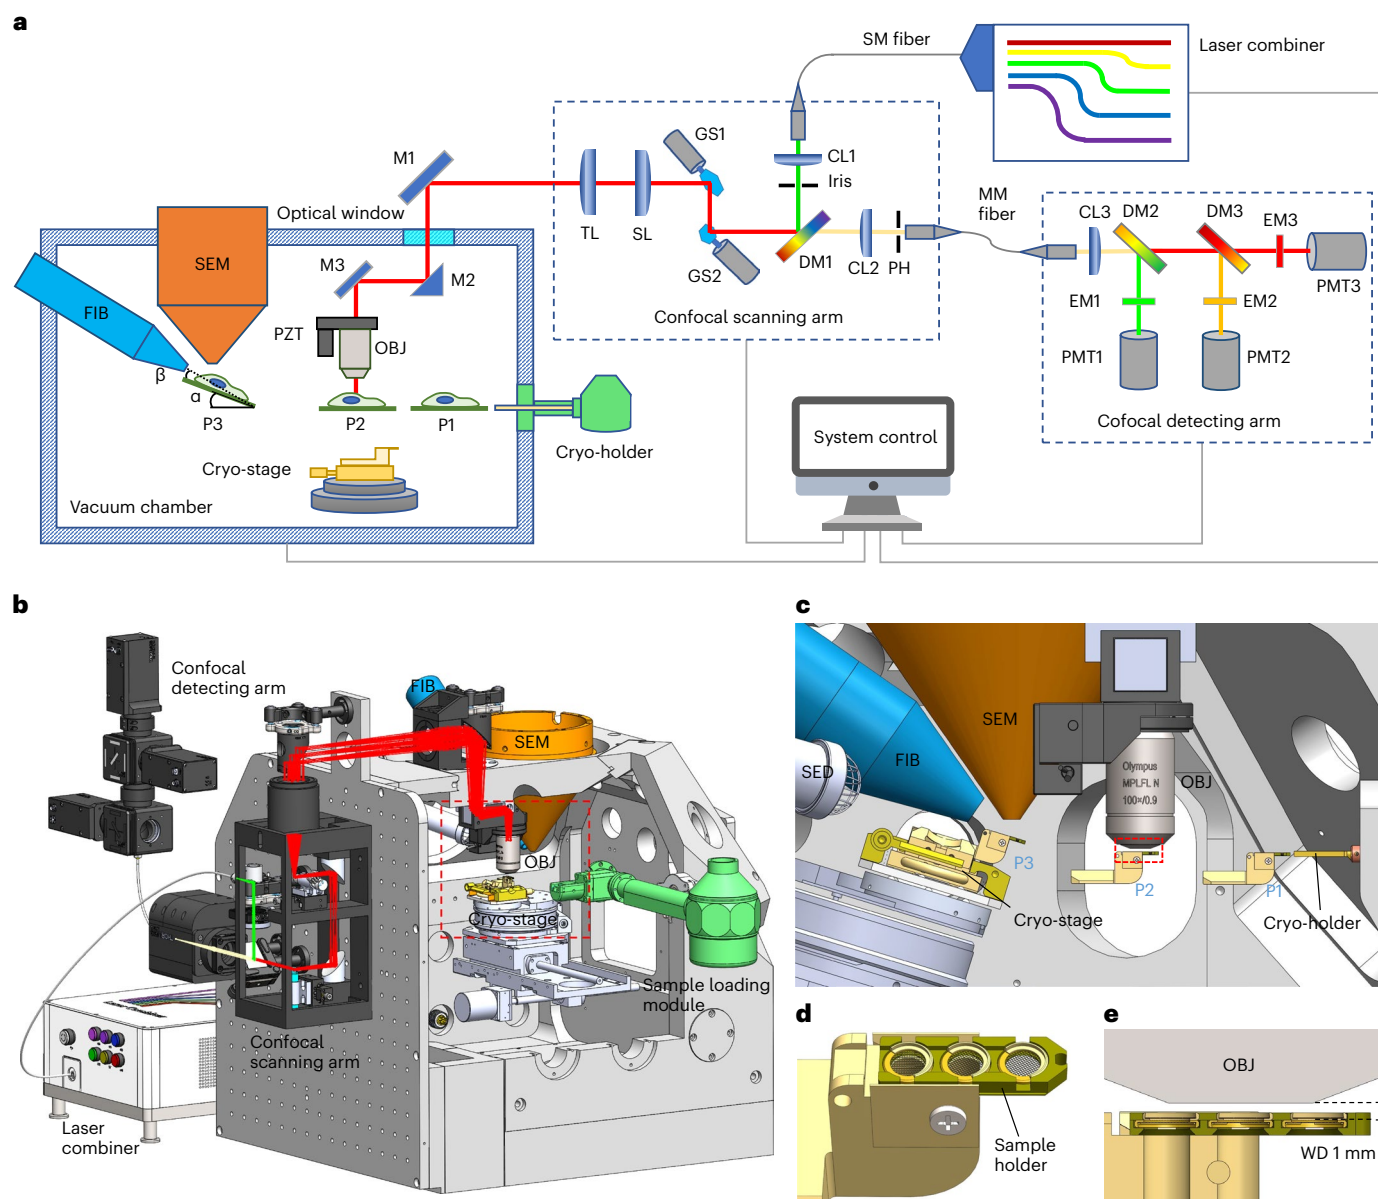 a
SM fiber
Laser combiner
GS1
CL1
Iris
M1
MM
fiber
CL3
DM2
DM3
EM3
Optical window
TL
SL
GS2
DM1
CL2
PH
PMT3
SEM
M3
M2
FIB
EM1
EM2
Confocal scanning arm
PZT
OBJ
PMT1
PMT2
β
α
P3
P2
P1
Cofocal detecting arm
System control
Cryo-holder
Cryo-stage
Vacuum chamber
b
Confocal
detecting arm
FIB
SEM
OBJ
Cryo-stage
Sample loading
module
Confocal
scanning arm
Laser
combiner
c
SEM
FIB
SED
Olympus
MPLFL N
100×/0.9
OBJ
P3
P2
P1
Cryo-stage
Cryo-holder
d
Sample
holder
e
OBJ
WD 1 mm